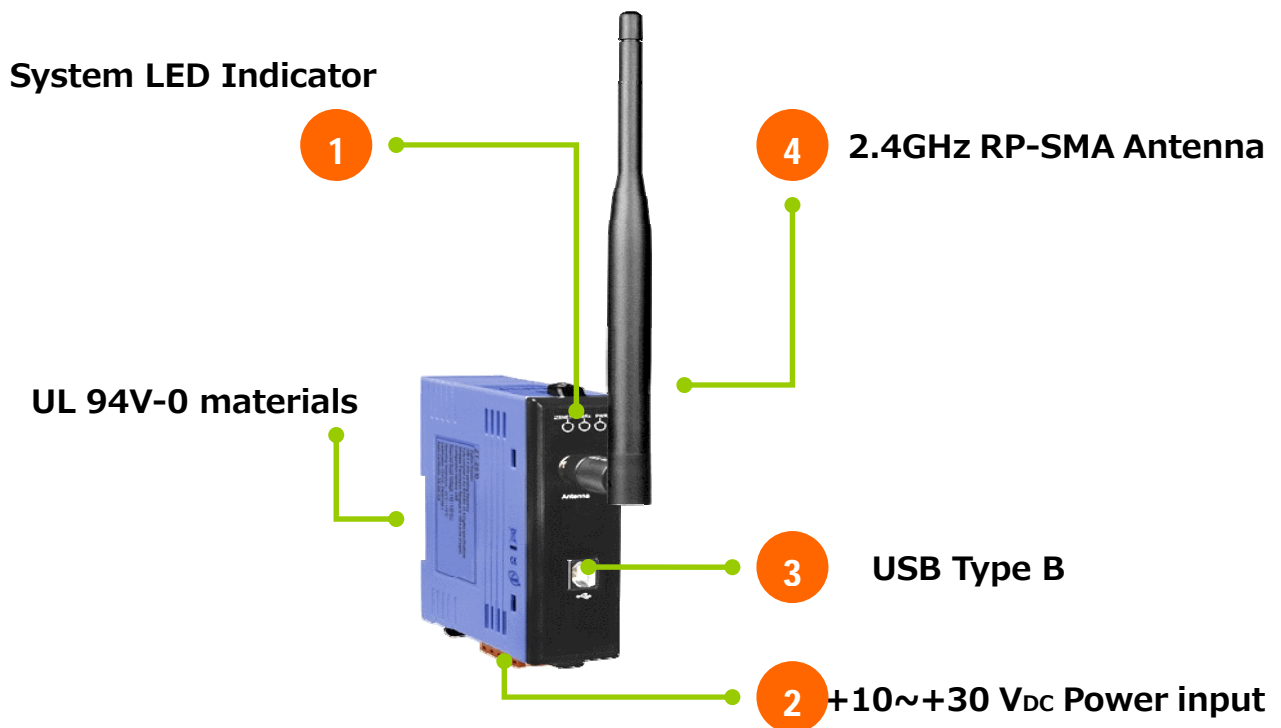 System LED Indicator
1
4
2.4GHz RP-SMA Antenna
UL 94V-0 materials
PWR
Antenna
3
USB Type B
2
+10~+30 VDC Power input